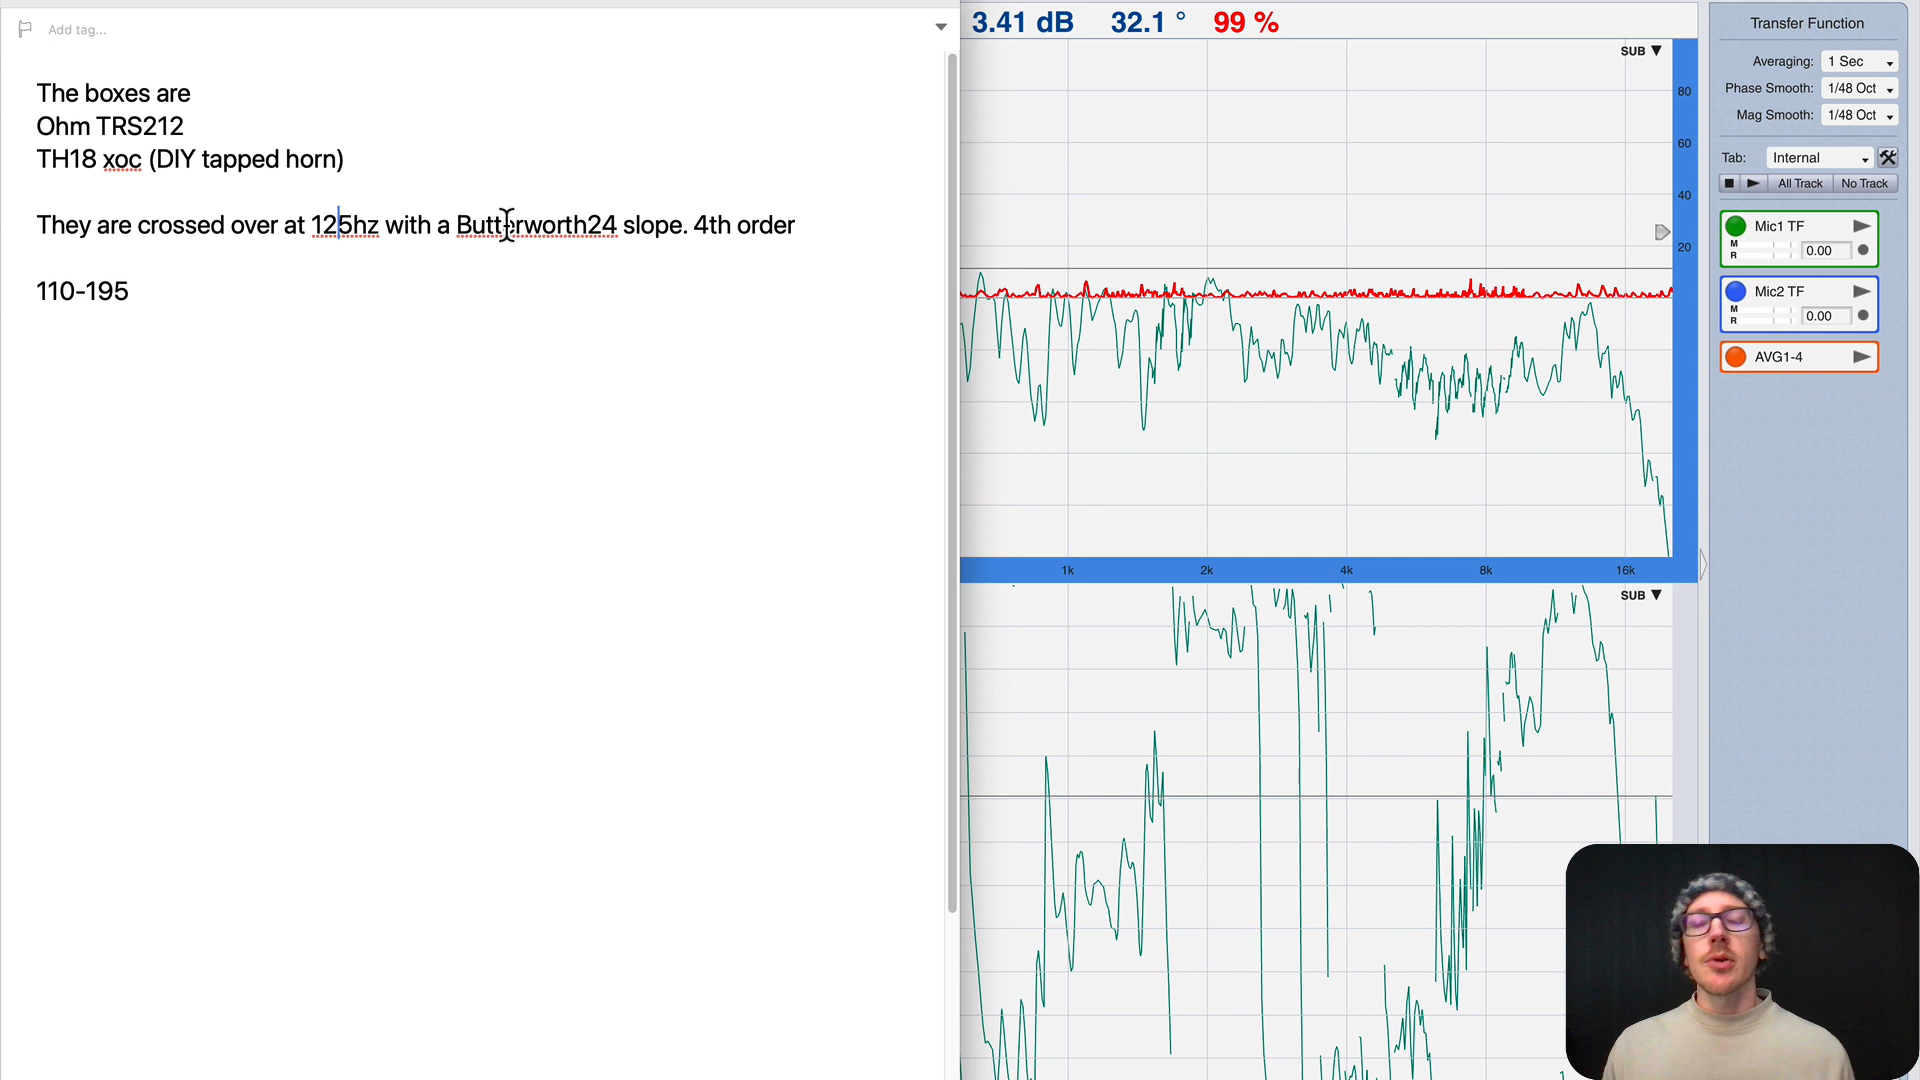 Add tag...
The boxes are
Ohm TRS212
TH18 xoc (DIY tapped horn)
They are crossed over at 125hz with a Butterworth24 slope. 4th order
110-195
3.41 dB 32.1 ° 99 %
SUB ▼
80
60
40
20
1k 2k 4k 8k 16k
SUB ▼
Transfer Function
Averaging: 1 Sec
Phase Smooth: 1/48 Oct
Mag Smooth: 1/48 Oct
Tab: Internal
All Track No Track
Mic1 TF
M
R 0.00
Mic2 TF
M
R 0.00
AVG1-4